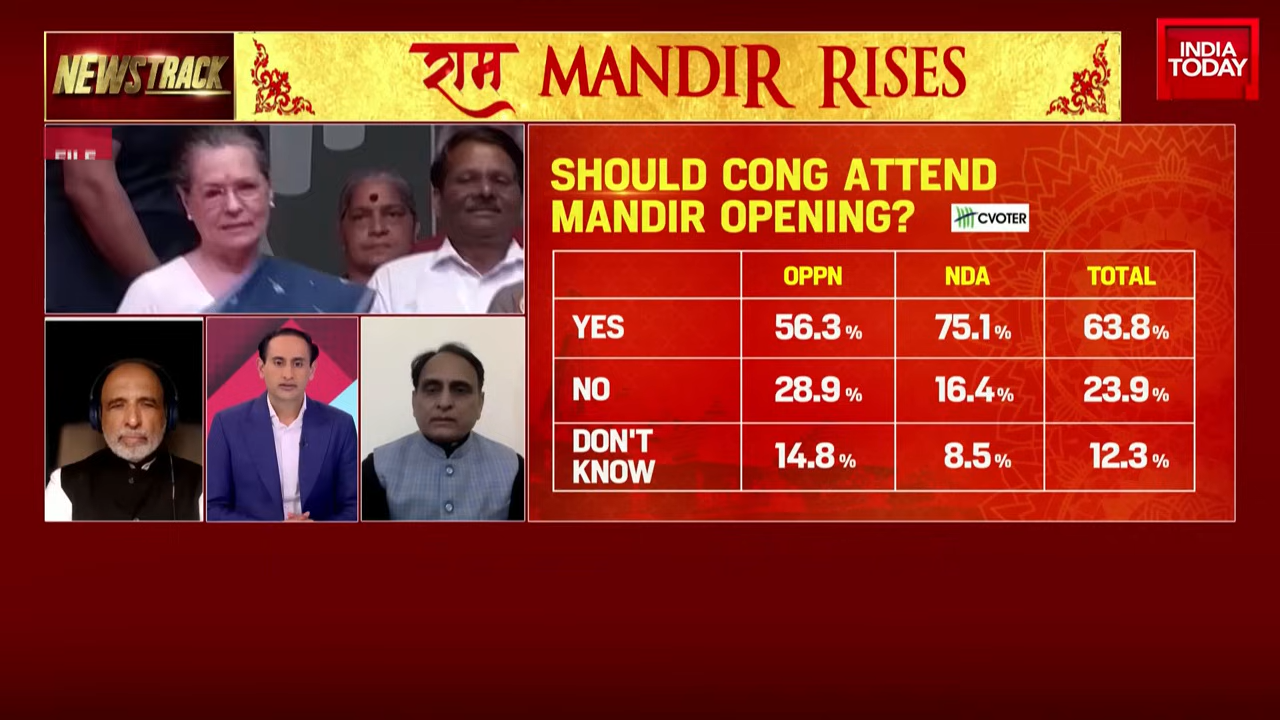 NEWSTRACK
राम MANDIR RISES
INDIA
TODAY
FILE
SHOULD CONG ATTEND
MANDIR OPENING?
CVOTER
OPPN NDA TOTAL
YES 56.3% 75.1% 63.8%
NO 28.9% 16.4% 23.9%
DON'T
KNOW 14.8% 8.5% 12.3%